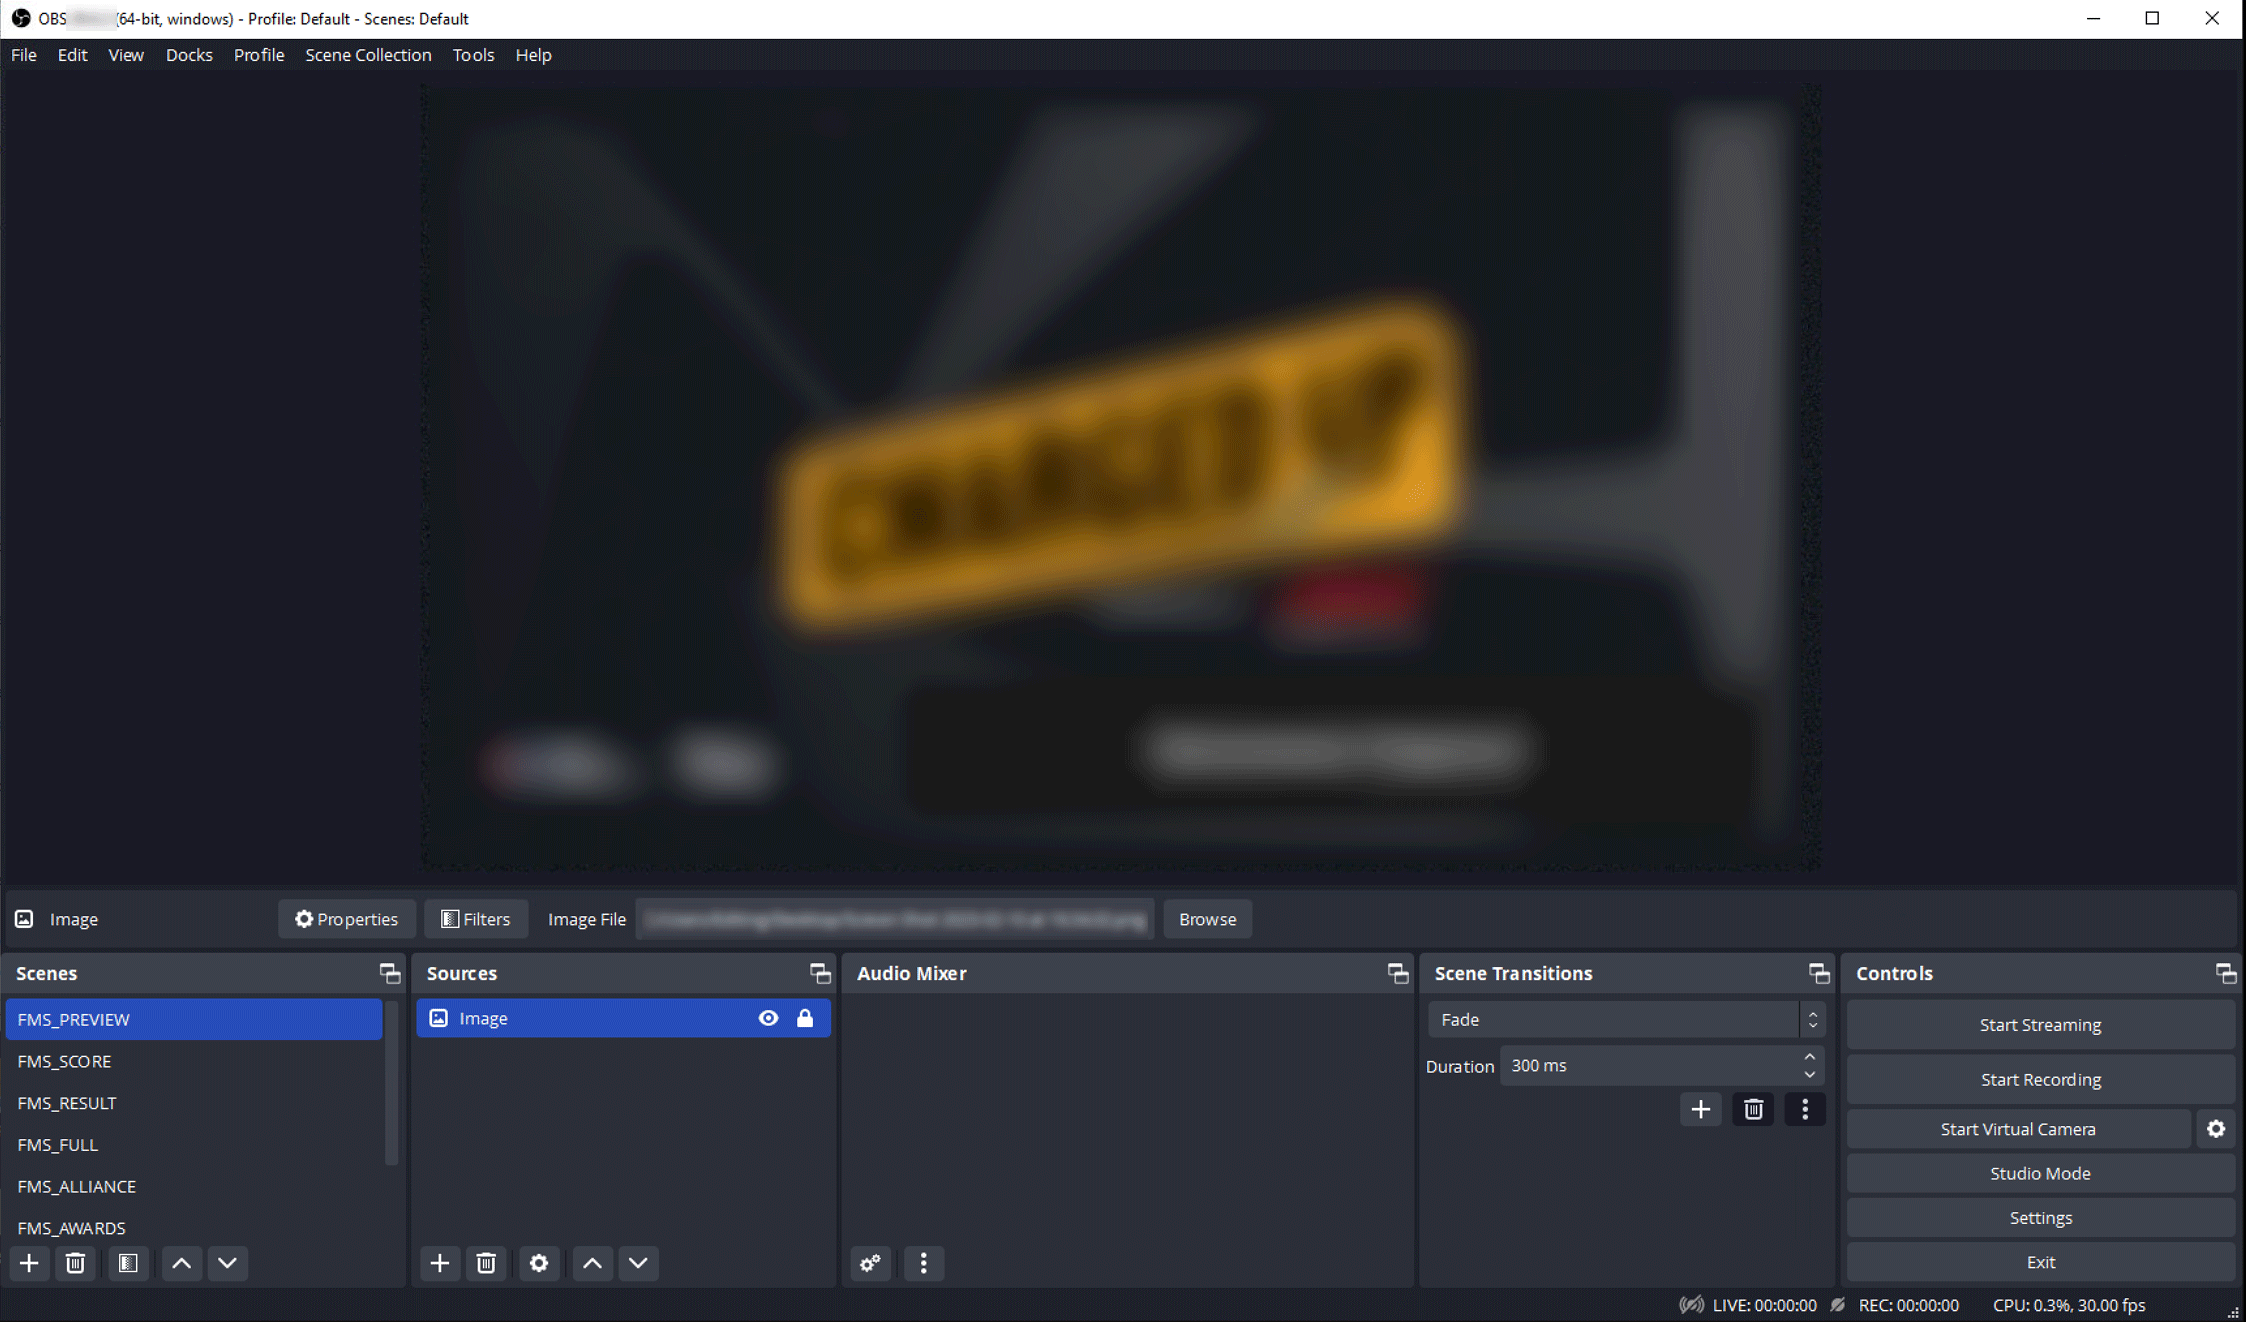 OBS (64-bit, windows) - Profile: Default - Scenes: Default
File Edit View Docks Profile Scene Collection Tools Help
Image Properties Filters Image File Browse
Scenes
FMS_PREVIEW
FMS_SCORE
FMS_RESULT
FMS_FULL
FMS_ALLIANCE
FMS_AWARDS
Sources
Image
Audio Mixer
Scene Transitions
Fade
Duration 300 ms
Controls
Start Streaming
Start Recording
Start Virtual Camera
Studio Mode
Settings
Exit
LIVE: 00:00:00 REC: 00:00:00 CPU: 0.3%, 30.00 fps